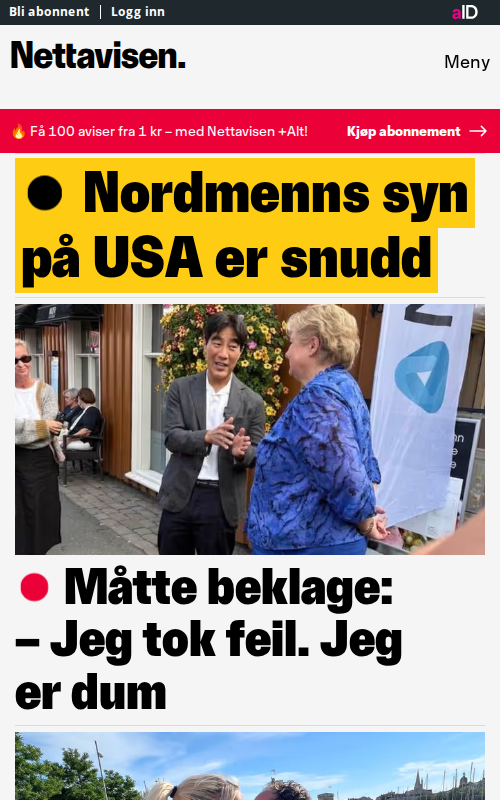 Bli abonnent | Logg inn
aID
Nettavisen.
Meny
🔥 Få 100 aviser fra 1 kr – med Nettavisen +Alt!
Kjøp abonnement →
Nordmenns syn
på USA er snudd
Måtte beklage:
– Jeg tok feil. Jeg
er dum